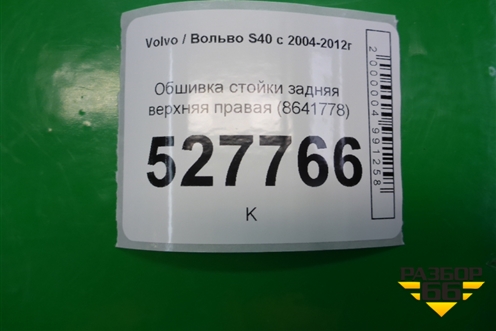 Volvo / Вольво S40 с 2004-2012г
Обшивка стойки задняя
верхняя правая (8641778)
527766
К
2000004991258
РАЗБОР
66